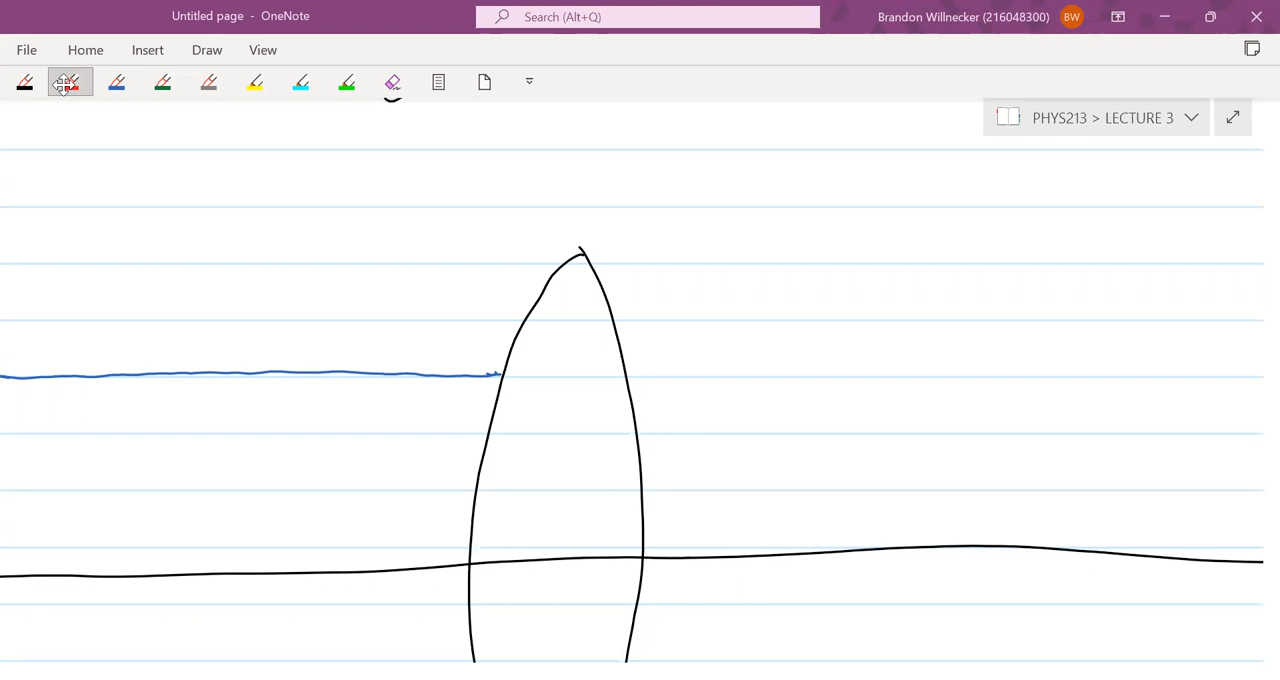 Untitled page - OneNote
Search (Alt+Q)
Brandon Willnecker (216048300)
BW
File
Home
Insert
Draw
View
PHYS213 > LECTURE 3